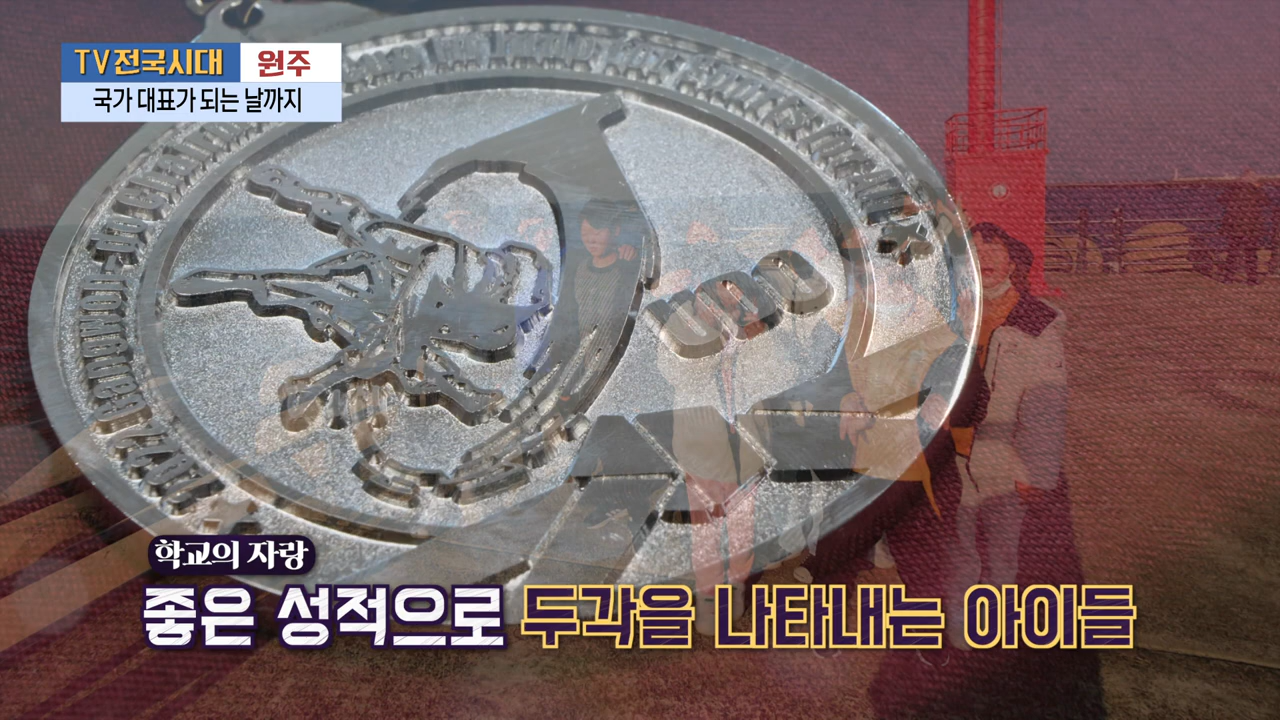 TV전국시대 원주
국가 대표가 되는 날까지
UDC
학교의 자랑
좋은 성적으로 두각을 나타내는 아이들